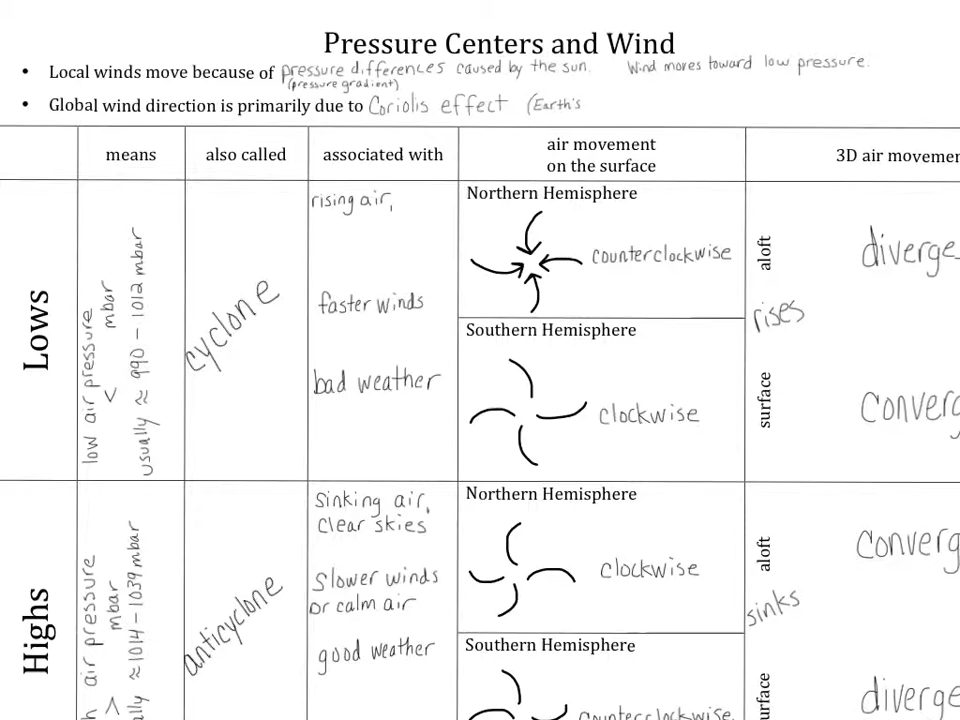 Pressure Centers and Wind
• Local winds move because of pressure differences caused by the sun. Wind moves toward low pressure.
(pressure gradient)
• Global wind direction is primarily due to Coriolis effect (Earth's
means
also called
associated with
air movement
on the surface
3D air movemen
Lows
low air pressure
< mbar
usually ≈ 990 – 1012 mbar
cyclone
rising air,
faster winds
bad weather
Northern Hemisphere
counterclockwise
Southern Hemisphere
clockwise
aloft
diverge
rises
surface
Converg
Highs
h air pressure
> mbar
ally ≈ 1014 – 1039 mbar
anticyclone
Sinking air,
clear skies
Slower winds
or calm air
good weather
Northern Hemisphere
clockwise
Southern Hemisphere
counterclockwise.
aloft
Converg
sinks
urface
diverge